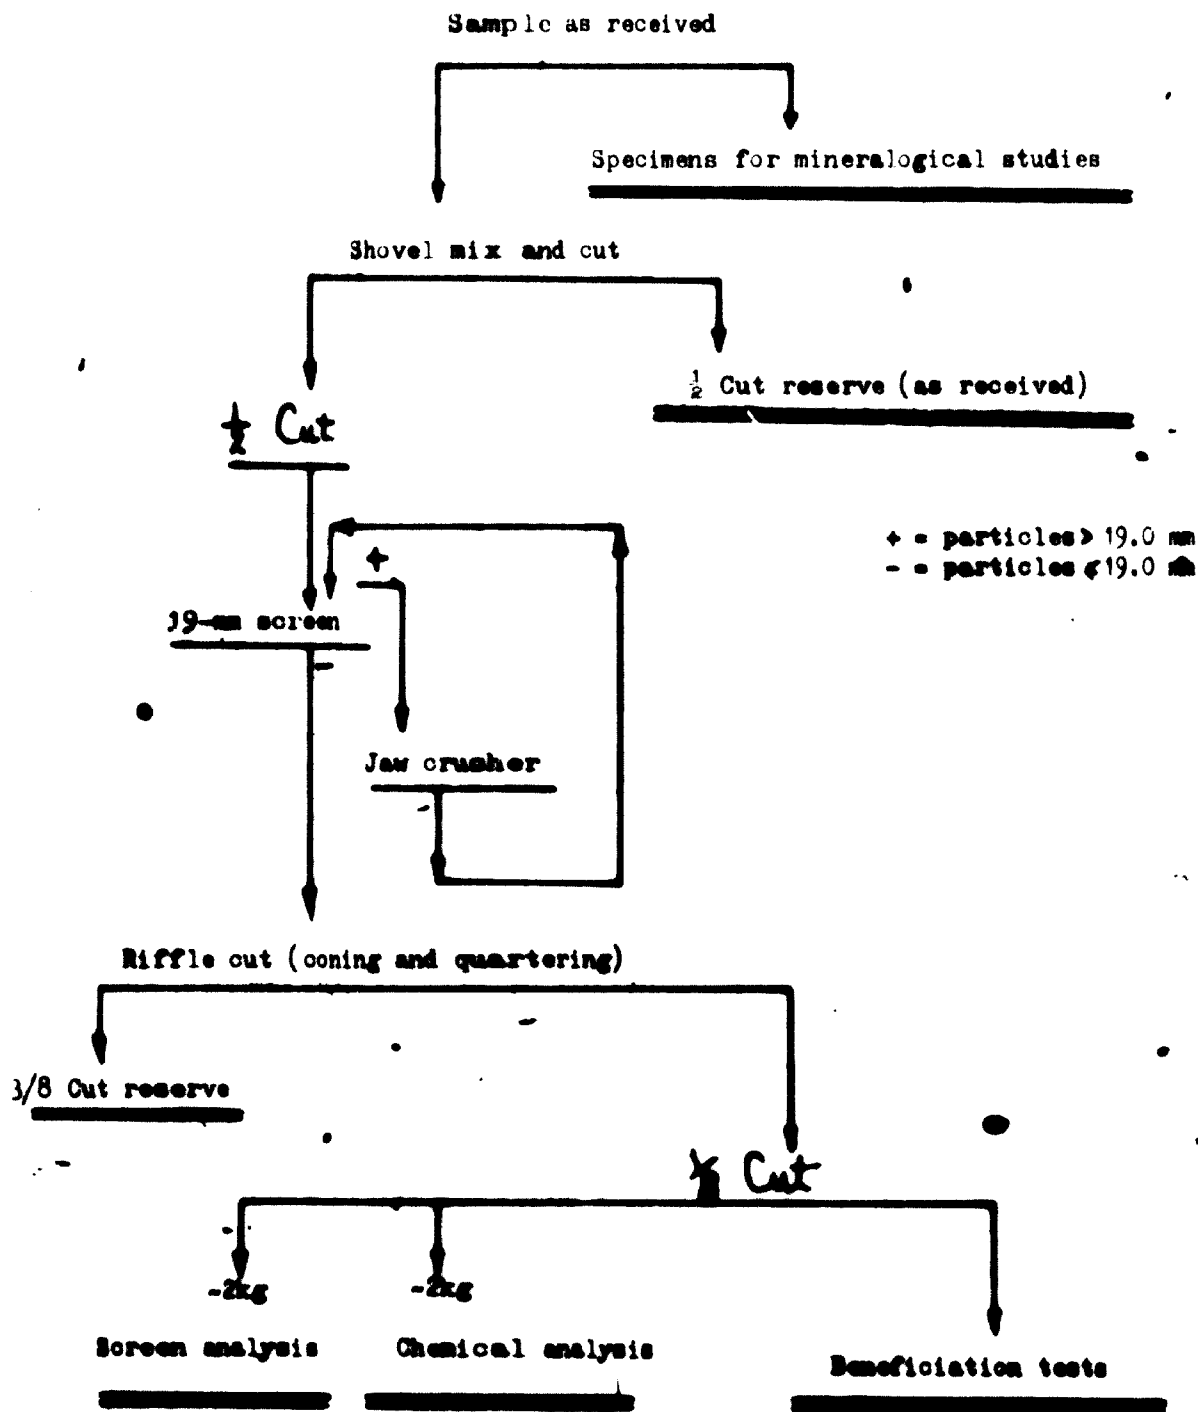 Sample as received
Specimens for mineralogical studies
Shovel mix and cut
½ Cut reserve (as received)
½ Cut
+ = particles > 19.0 mm
- = particles < 19.0 mm
+
19-mm screen
-
Jaw crusher
-
Riffle cut (coning and quartering)
3/8 Cut reserve
Cut
~2kg
~2kg
Screen analysis
Chemical analysis
Beneficiation tests